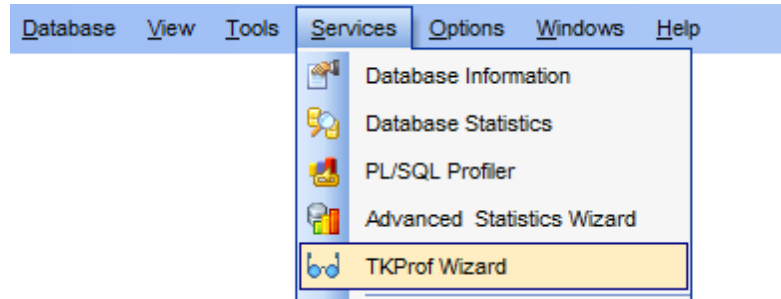 Database View Tools Services Options Windows Help
Database Information
Database Statistics
PL/SQL Profiler
Advanced Statistics Wizard
TKProf Wizard